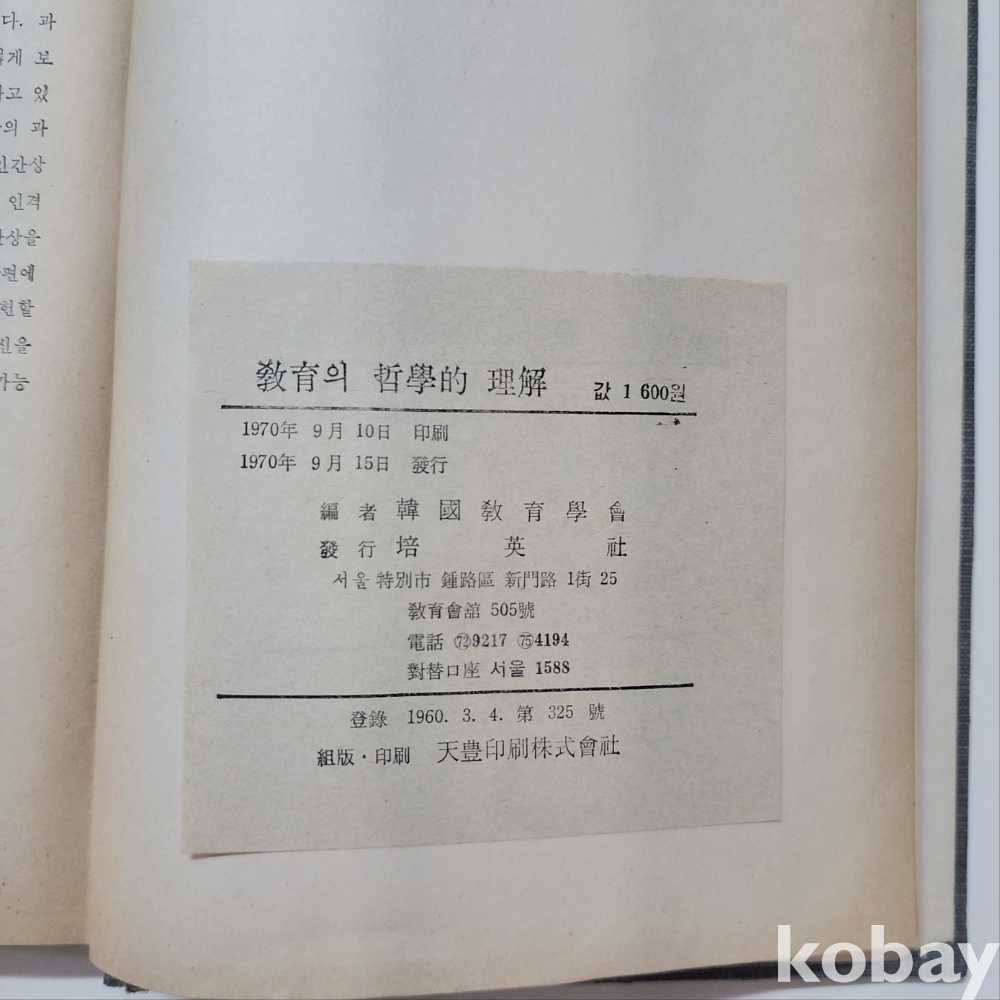 다. 과
게 보
고 있
의 과
인간상
인격
상을
편에
현할
신을
가능
敎育의 哲學的 理解 값 1 600원
1970年 9月 10日 印刷
1970年 9月 15日 發行
編 者 韓 國 敎 育 學 會
發 行 培 英 社
서울 特別市 鍾路區 新門路 1街 25
敎育會舘 505號
電話 ㉒9217 ㉕4194
對替口座 서울 1588
登錄 1960. 3. 4. 第 325 號
組版·印刷 天豊印刷株式會社
kobay